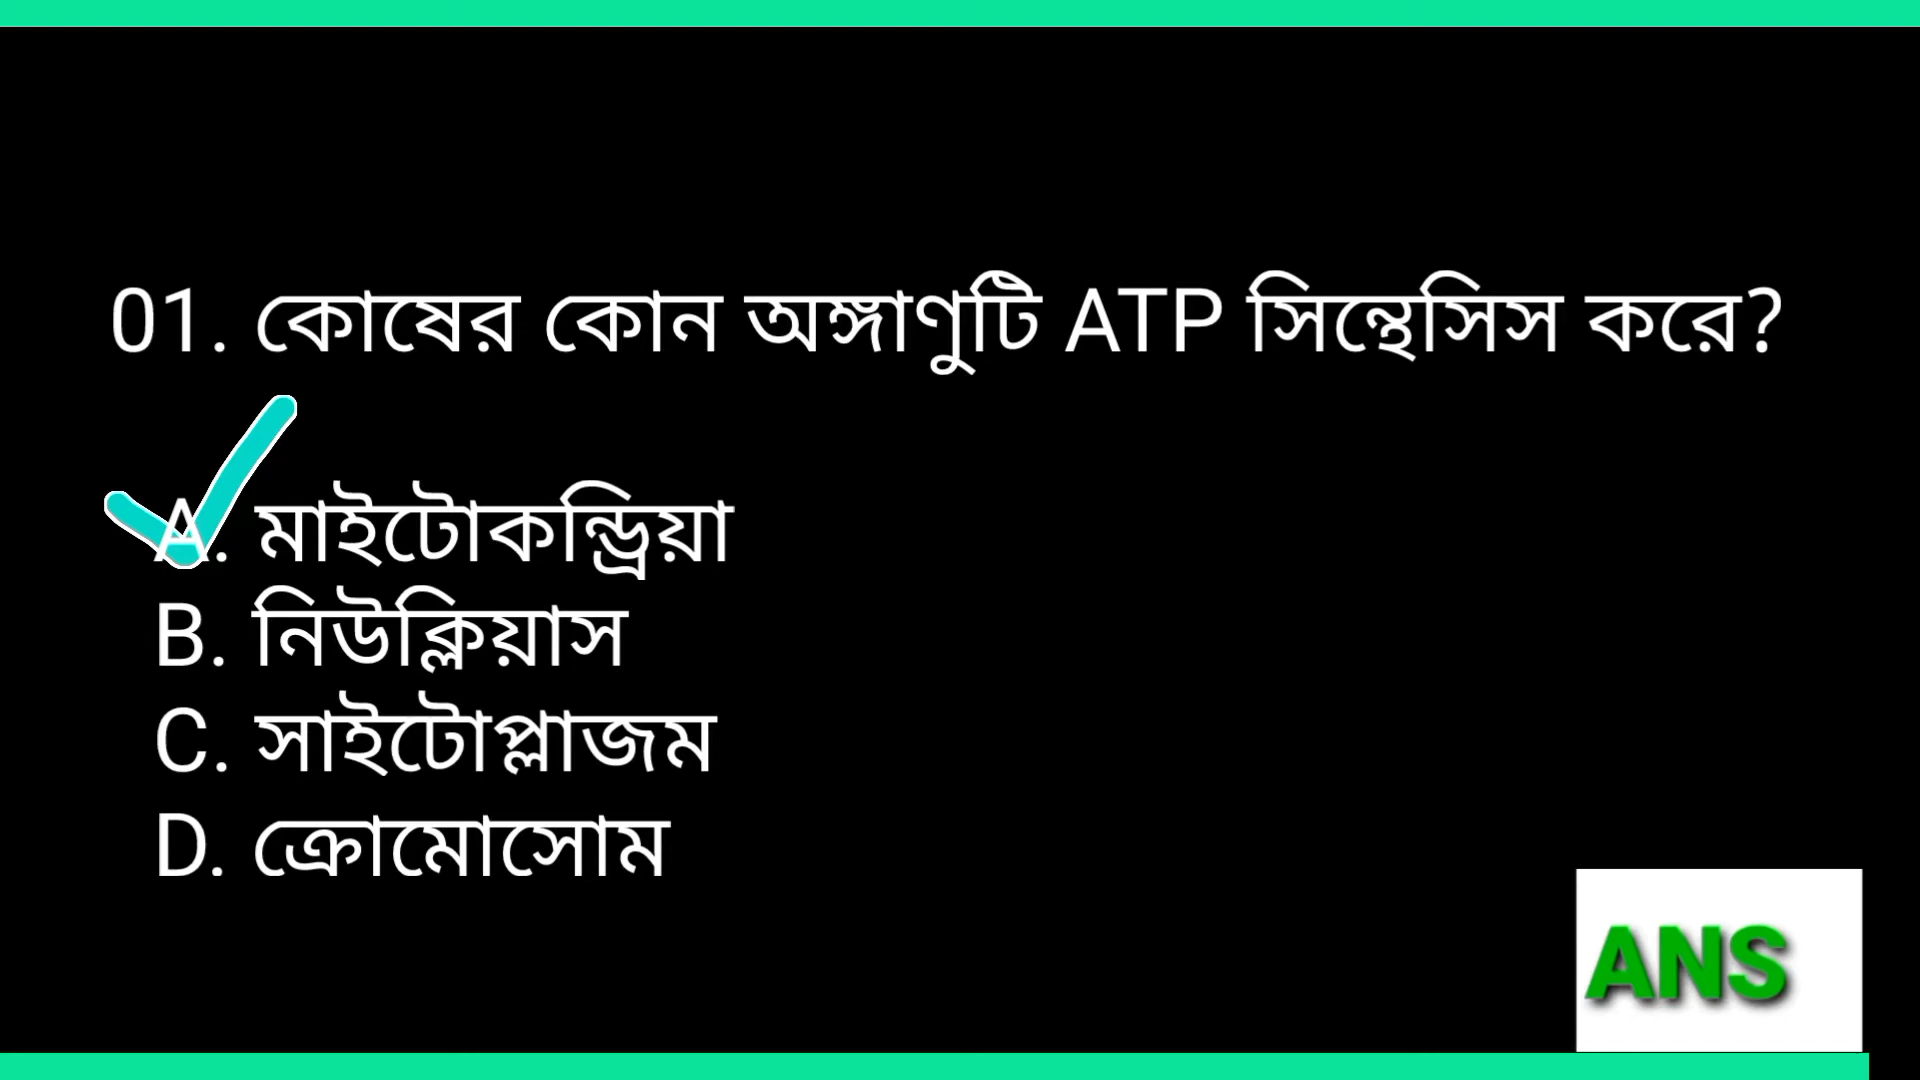 01. কোষের কোন অঙ্গাণুটি ATP সিন্থেসিস করে?
A. মাইটোকন্ড্রিয়া
B. নিউক্লিয়াস
C. সাইটোপ্লাজম
D. ক্রোমোসোম
ANS